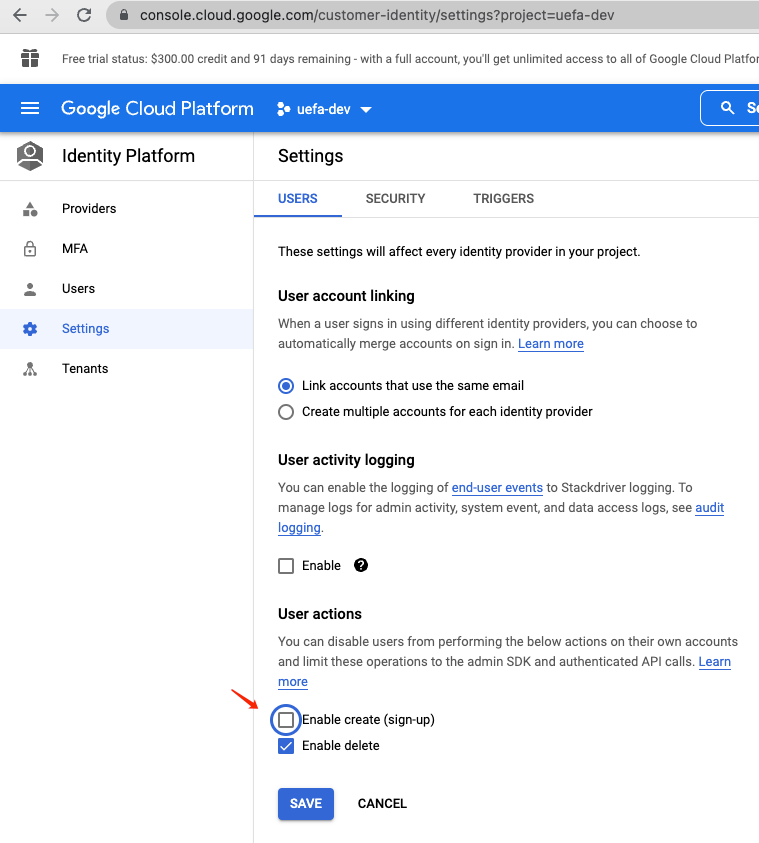 console.cloud.google.com/customer-identity/settings?project=uefa-dev
Free trial status: $300.00 credit and 91 days remaining - with a full account, you'll get unlimited access to all of Google Cloud Platfor
Google Cloud Platform
uefa-dev
Se
Identity Platform
Settings
Providers
MFA
Users
Settings
Tenants
USERS
SECURITY
TRIGGERS
These settings will affect every identity provider in your project.
User account linking
When a user signs in using different identity providers, you can choose to
automatically merge accounts on sign in. Learn more
Link accounts that use the same email
Create multiple accounts for each identity provider
User activity logging
You can enable the logging of end-user events to Stackdriver logging. To
manage logs for admin activity, system event, and data access logs, see audit
logging.
Enable ?
User actions
You can disable users from performing the below actions on their own accounts
and limit these operations to the admin SDK and authenticated API calls. Learn
more
Enable create (sign-up)
Enable delete
SAVE
CANCEL